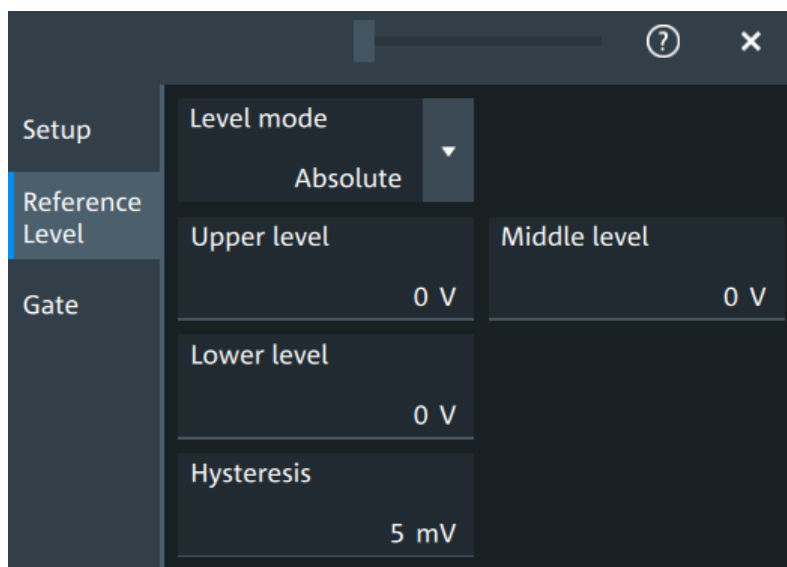 ?
Setup
Reference
Level
Gate
Level mode
Absolute
Upper level
0 V
Middle level
0 V
Lower level
0 V
Hysteresis
5 mV